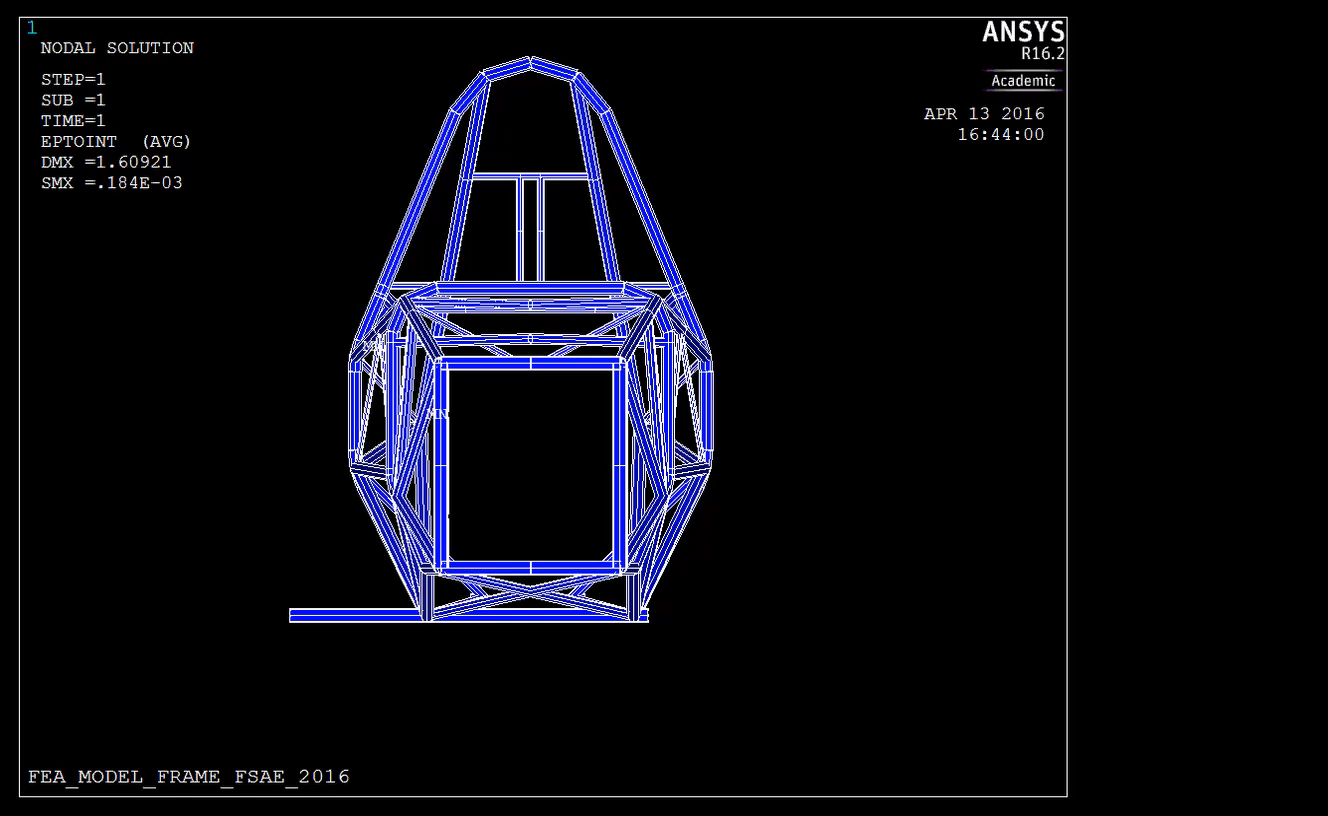 1
NODAL SOLUTION
STEP=1
SUB =1
TIME=1
EPTOINT (AVG)
DMX =1.60921
SMX =.184E-03
ANSYS
R16.2
Academic
APR 13 2016
16:44:00
MN
FEA_MODEL_FRAME_FSAE_2016